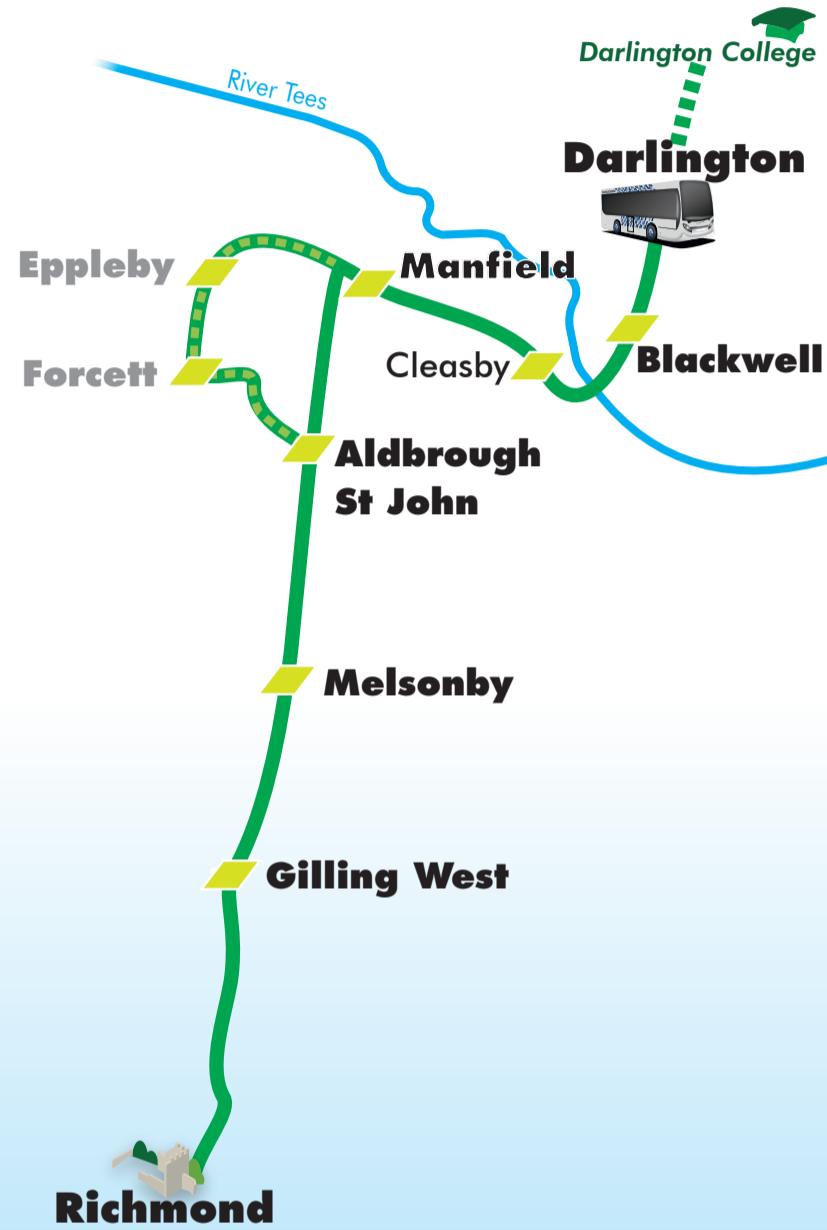 Darlington College
River Tees
Darlington
Eppleby
Manfield
Forcett
Cleasby
Blackwell
Aldbrough
St John
Melsonby
Gilling West
Richmond